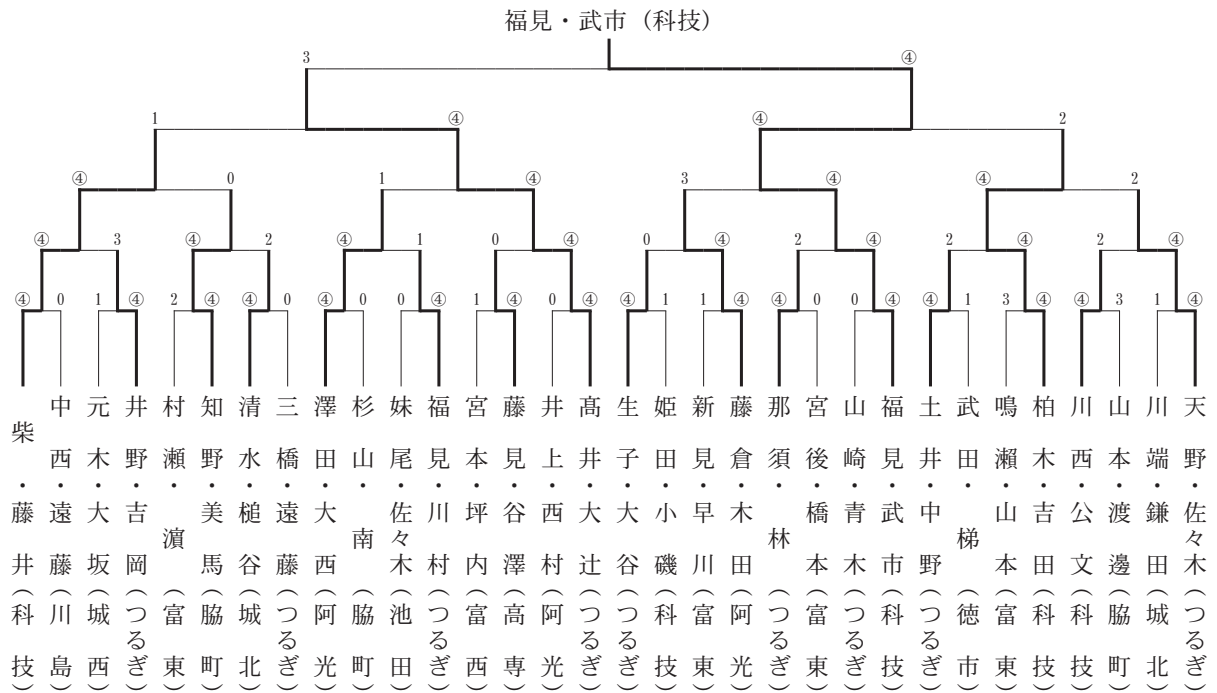 福見・武市（科技）
3 ④
1 ④ ④ 2
④ 0 1 ④ 3 ④ ④ 2
④ 3 ④ 2 ④ 1 0 ④ 0 ④ 2 ④ 2 ④ 2 ④
④ 0 1 ④ 2 ④ ④ 0 ④ 0 0 ④ 1 ④ 0 ④ ④ 1 1 ④ ④ 0 0 ④ ④ 1 3 ④ ④ 3 1 ④
柴・藤井（科技）
中西・遠藤（川島）
元木・大坂（城西）
井野・吉岡（つるぎ）
村瀬・濵（富東）
知野・美馬（脇町）
清水・槌谷（城北）
三橋・遠藤（つるぎ）
澤田・大西（阿光）
杉山・南（脇町）
妹尾・佐々木（池田）
福見・川村（つるぎ）
宮本・坪内（富西）
藤見・谷澤（高専）
井上・西村（阿光）
髙井・大辻（つるぎ）
生子・大谷（つるぎ）
姫田・小磯（科技）
新見・早川（富東）
藤倉・木田（阿光）
那須・林（つるぎ）
宮後・橋本（富東）
山崎・青木（つるぎ）
福見・武市（科技）
土井・中野（つるぎ）
武田・梯（徳市）
鳴瀬・山本（富東）
柏木・吉田（科技）
川西・公文（科技）
山本・渡邊（脇町）
川端・鎌田（城北）
天野・佐々木（つるぎ）